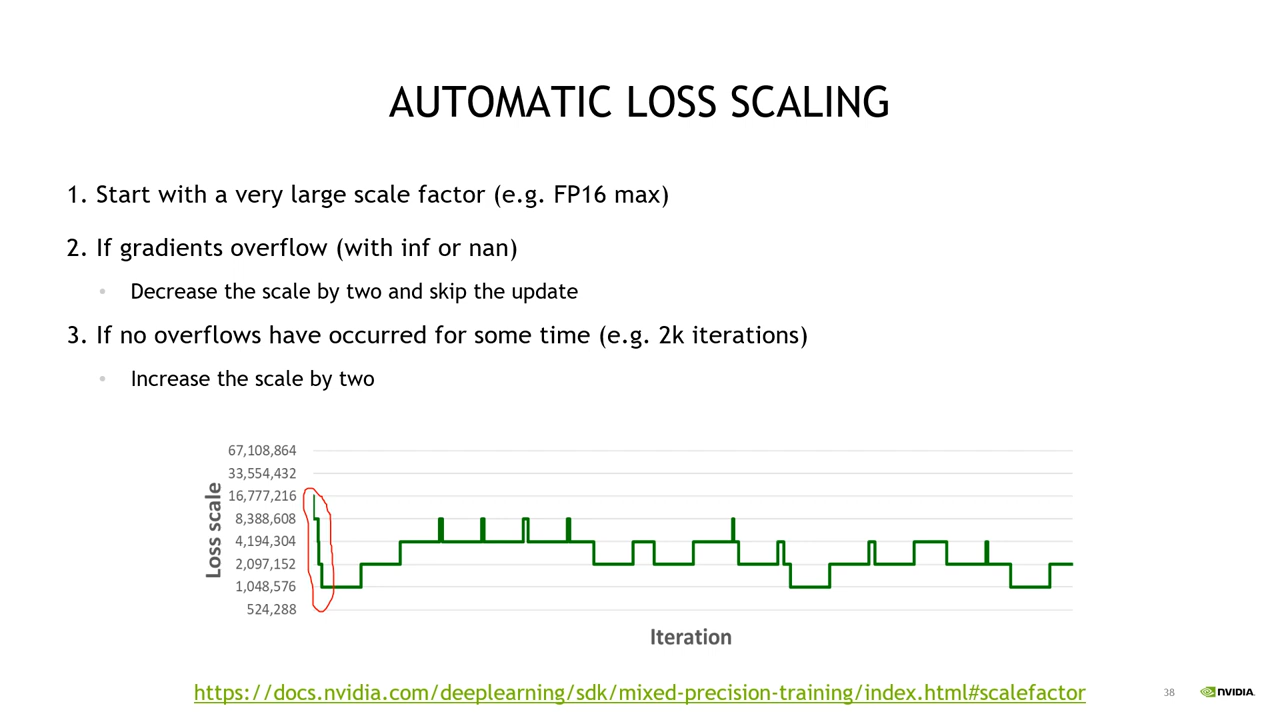 AUTOMATIC LOSS SCALING
1. Start with a very large scale factor (e.g. FP16 max)
2. If gradients overflow (with inf or nan)
• Decrease the scale by two and skip the update
3. If no overflows have occurred for some time (e.g. 2k iterations)
• Increase the scale by two
Loss scale
67,108,864
33,554,432
16,777,216
8,388,608
4,194,304
2,097,152
1,048,576
524,288
Iteration
https://docs.nvidia.com/deeplearning/sdk/mixed-precision-training/index.html#scalefactor
38
NVIDIA.